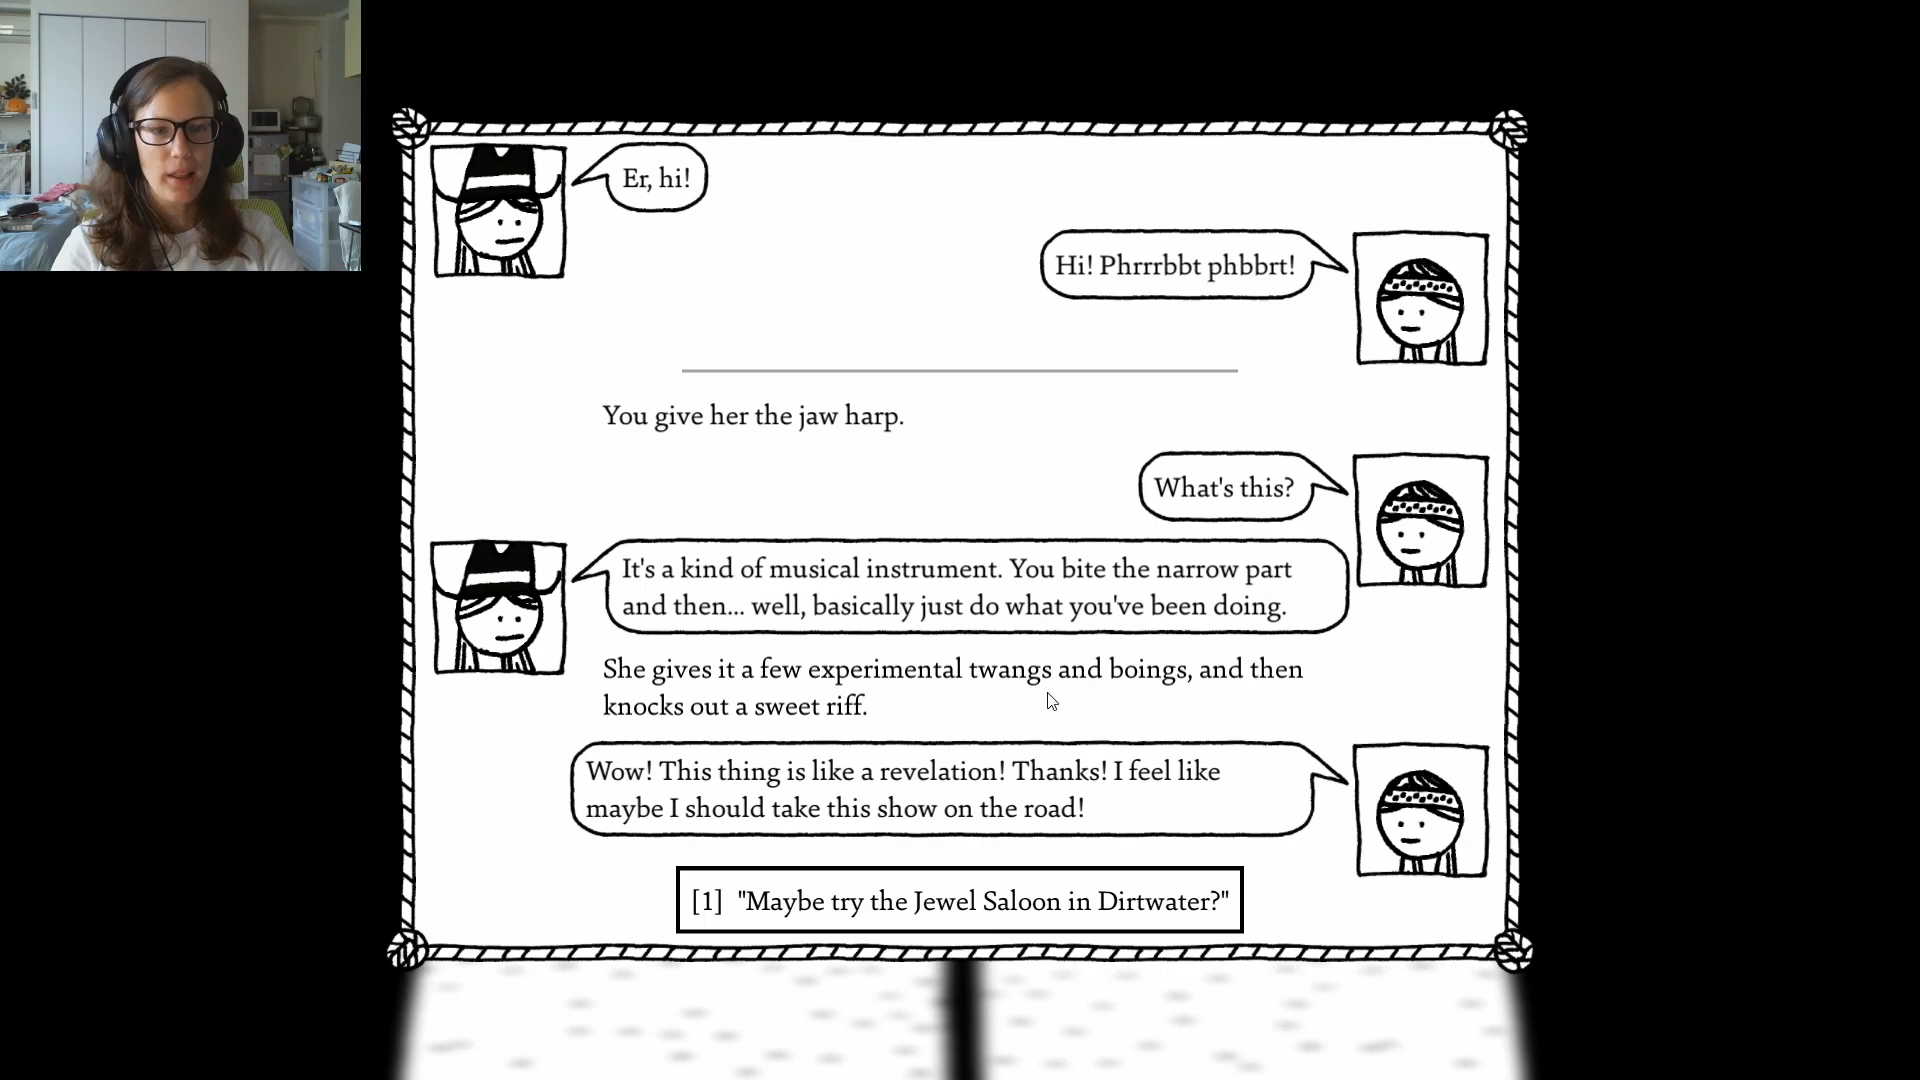 Er, hi!
Hi! Phrrrbbt phbbrt!
You give her the jaw harp.
What's this?
It's a kind of musical instrument. You bite the narrow part
and then... well, basically just do what you've been doing.
She gives it a few experimental twangs and boings, and then
knocks out a sweet riff.
Wow! This thing is like a revelation! Thanks! I feel like
maybe I should take this show on the road!
[1] "Maybe try the Jewel Saloon in Dirtwater?"